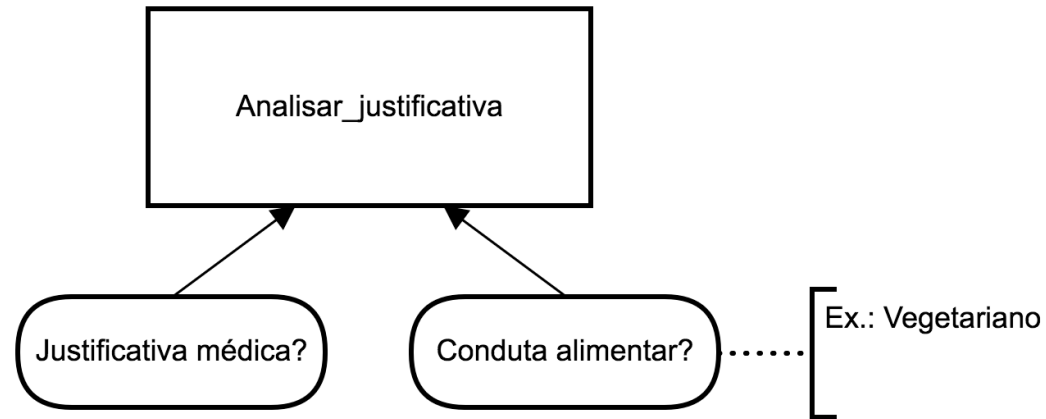 Analisar_justificativa
Justificativa médica?
Conduta alimentar?
Ex.: Vegetariano